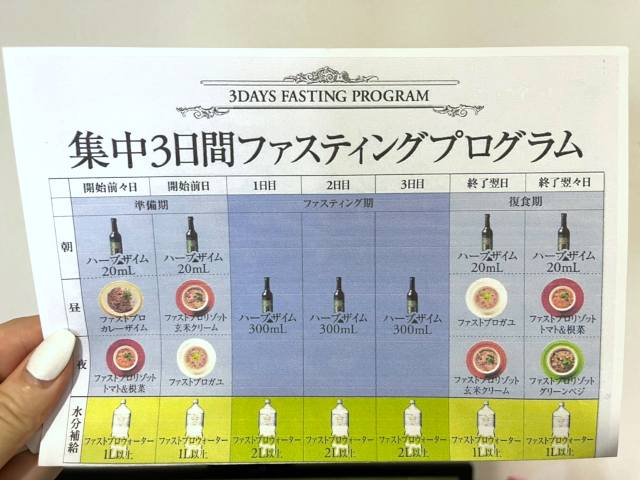 3DAYS FASTING PROGRAM
集中3日間ファスティングプログラム
開始前々日 開始前日 1日目 2日目 3日目 終了翌日 終了翌々日
準備期 ファスティング期 復食期
朝
ハーブザイム ハーブザイム ハーブザイム ハーブザイム
20mL 20mL 20mL 20mL
昼
ファストプロ ファストプロリゾット ハーブザイム ハーブザイム ハーブザイム ファストプロガユ ファストプロリゾット
カレーザイム 玄米クリーム 300mL 300mL 300mL トマト&根菜
夜
ファストプロリゾット ファストプロガユ ファストプロリゾット ファストプロリゾット
トマト&根菜 玄米クリーム グリーンベジ
水分補給
ファストプロウォーター ファストプロウォーター ファストプロウォーター ファストプロウォーター ファストプロウォーター ファストプロウォーター ファストプロウォーター
1L以上 1L以上 2L以上 2L以上 2L以上 1L以上 1L以上